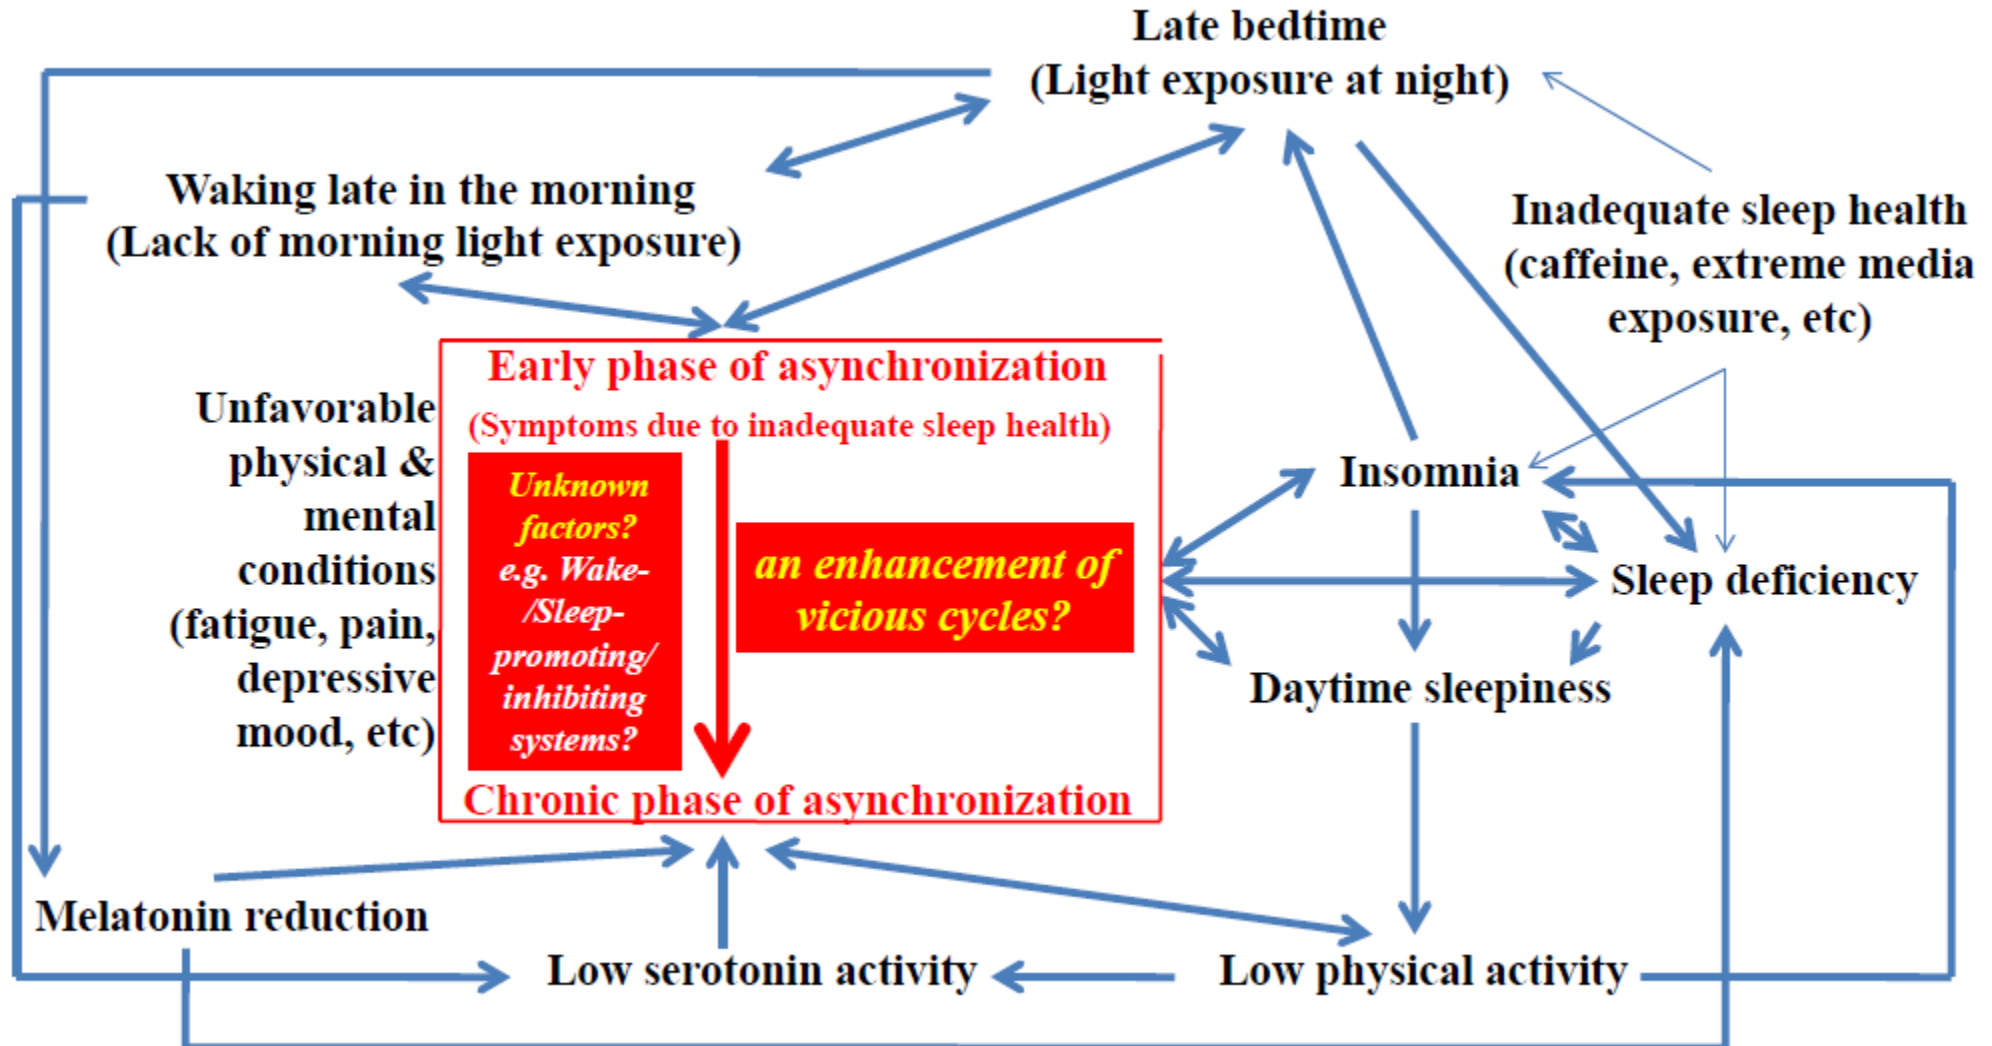 Late bedtime
(Light exposure at night)
Waking late in the morning
(Lack of morning light exposure)
Inadequate sleep health
(caffeine, extreme media
exposure, etc)
Unfavorable
physical &
mental
conditions
(fatigue, pain,
depressive
mood, etc)
Early phase of asynchronization
(Symptoms due to inadequate sleep health)
Unknown
factors?
e.g. Wake-
/Sleep-
promoting/
inhibiting
systems?
an enhancement of
vicious cycles?
Chronic phase of asynchronization
Insomnia
Sleep deficiency
Daytime sleepiness
Melatonin reduction
Low serotonin activity
Low physical activity